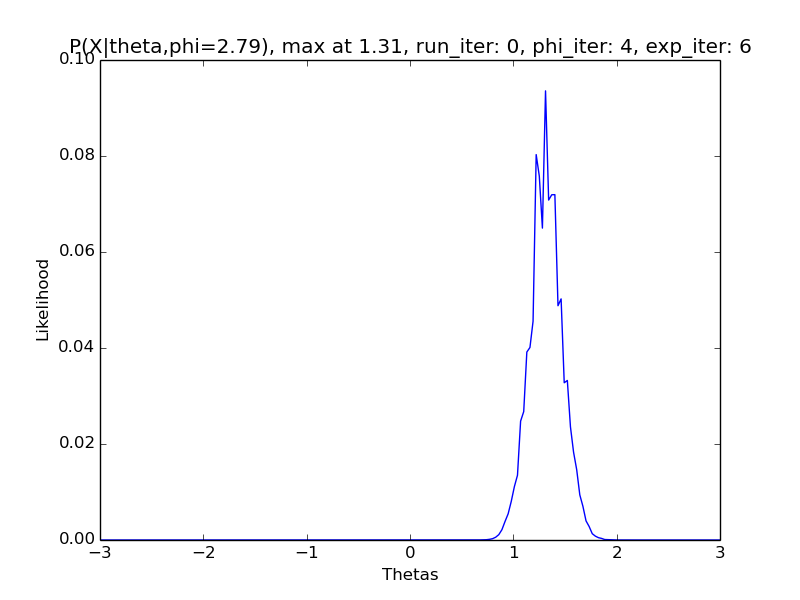 P(X|theta,phi=2.79), max at 1.31, run_iter: 0, phi_iter: 4, exp_iter: 6
0.10
0.08
0.06
0.04
0.02
0.00
Likelihood
−3 −2 −1 0 1 2 3
Thetas